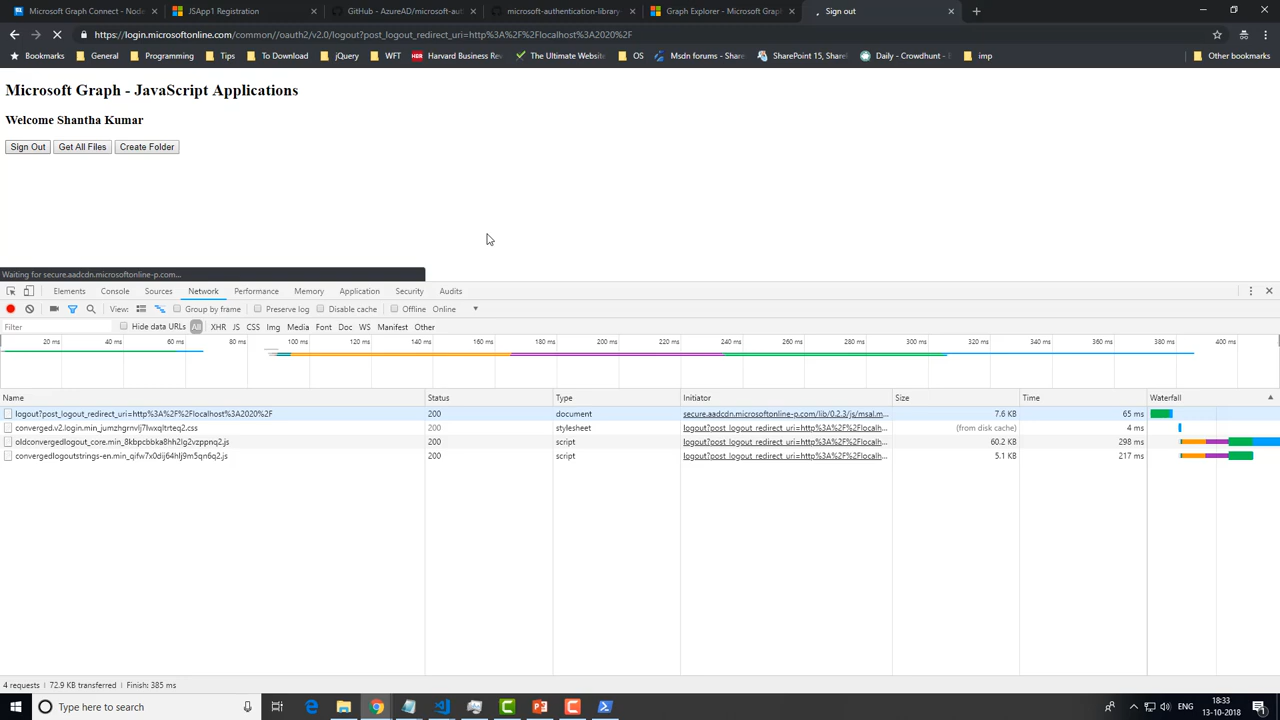 Microsoft Graph Connect - Node
JSApp1 Registration
GitHub - AzureAD/microsoft-aut
microsoft-authentication-library-
Graph Explorer - Microsoft Graph
Sign out
https://login.microsoftonline.com/common//oauth2/v2.0/logout?post_logout_redirect_uri=http%3A%2F%2Flocalhost%3A2020%2F
Bookmarks General Programming Tips To Download jQuery WFT HBR Harvard Business Rev The Ultimate Website OS Msdn forums - Share SharePoint 15, Share Daily - Crowdhunt - E imp Other bookmarks
Microsoft Graph - JavaScript Applications
Welcome Shantha Kumar
Sign Out Get All Files Create Folder
Waiting for secure.aadcdn.microsoftonline-p.com...
Elements Console Sources Network Performance Memory Application Security Audits
View: Group by frame Preserve log Disable cache Offline Online
Filter Hide data URLs All XHR JS CSS Img Media Font Doc WS Manifest Other
20 ms 40 ms 60 ms 80 ms 100 ms 120 ms 140 ms 160 ms 180 ms 200 ms 220 ms 240 ms 260 ms 280 ms 300 ms 320 ms 340 ms 360 ms 380 ms 400 ms
Name Status Type Initiator Size Time Waterfall
logout?post_logout_redirect_uri=http%3A%2F%2Flocalhost%3A2020%2F 200 document secure.aadcdn.microsoftonline-p.com/lib/0.2.3/js/msal.m... 7.6 KB 65 ms
converged.v2.login.min_jumzhgrnvlj7lwxqltrteq2.css 200 stylesheet logout?post_logout_redirect_uri=http%3A%2F%2Flocalh... (from disk cache) 4 ms
oldconvergedlogout_core.min_8kbpcbbka8hh2lg2vzppnq2.js 200 script logout?post_logout_redirect_uri=http%3A%2F%2Flocalh... 60.2 KB 298 ms
convergedlogoutstrings-en.min_qifw7x0dij64hlj9m5qn6q2.js 200 script logout?post_logout_redirect_uri=http%3A%2F%2Flocalh... 5.1 KB 217 ms
4 requests | 72.9 KB transferred | Finish: 385 ms
Type here to search
ENG
18:33
13-10-2018